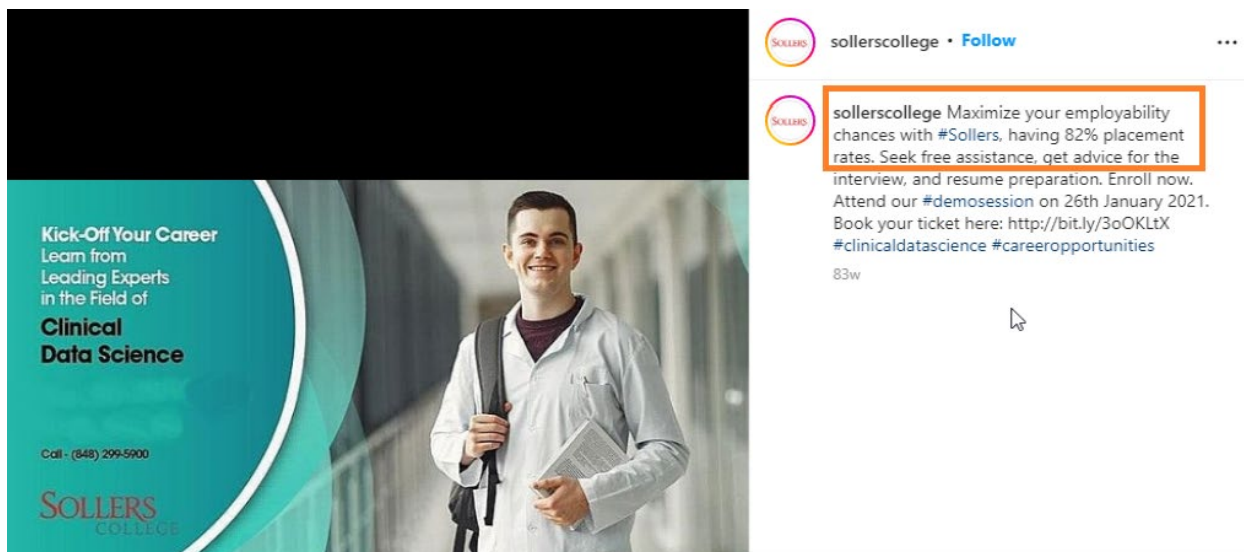 Kick-Off Your Career
Learn from
Leading Experts
in the Field of
Clinical
Data Science
Call - (848) 299-5900
SOLLERS
COLLEGE
SOLLERS
sollerscollege • Follow
SOLLERS
sollerscollege Maximize your employability
chances with #Sollers, having 82% placement
rates. Seek free assistance, get advice for the
interview, and resume preparation. Enroll now.
Attend our #demosession on 26th January 2021.
Book your ticket here: http://bit.ly/3oOKLtX
#clinicaldatascience #careeropportunities
83w